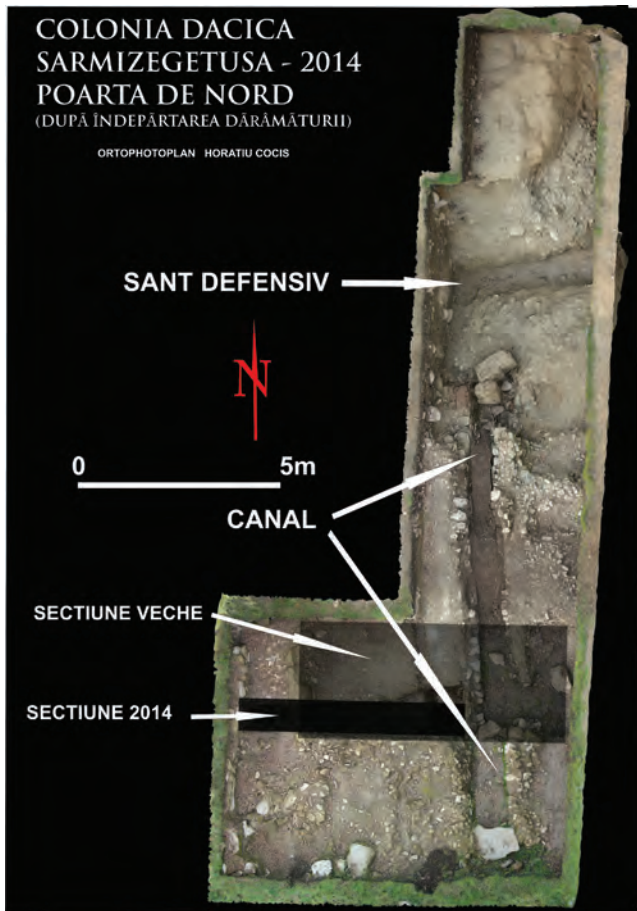 COLONIA DACICA
SARMIZEGETUSA - 2014
POARTA DE NORD
(DUPĂ ÎNDEPĂRTAREA DĂRÂMĂTURII)
ORTOPHOTOPLAN HORATIU COCIS
SANT DEFENSIV
N
0 5m
CANAL
SECTIUNE VECHE
SECTIUNE 2014